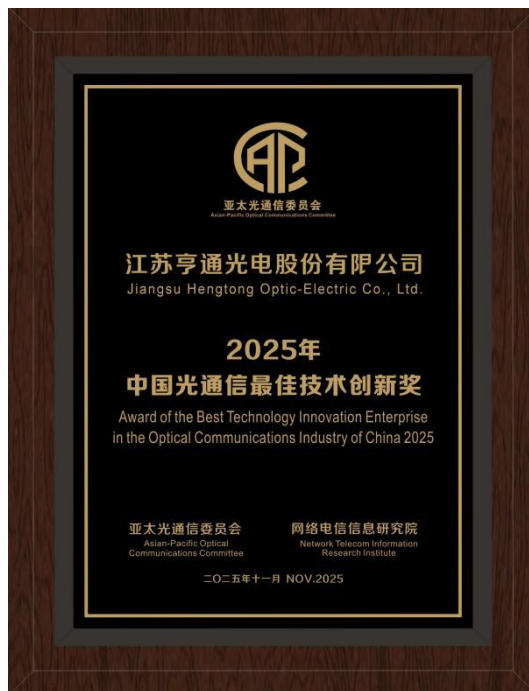 亚太光通信委员会
Asian-Pacific Optical Communications Committee
江苏亨通光电股份有限公司
Jiangsu Hengtong Optic-Electric Co., Ltd.
2025年
中国光通信最佳技术创新奖
Award of the Best Technology Innovation Enterprise
in the Optical Communications Industry of China 2025
亚太光通信委员会
Asian-Pacific Optical
Communications Committee
网络电信信息研究院
Network Telecom Information
Research Institute
二〇二五年十一月 NOV.2025